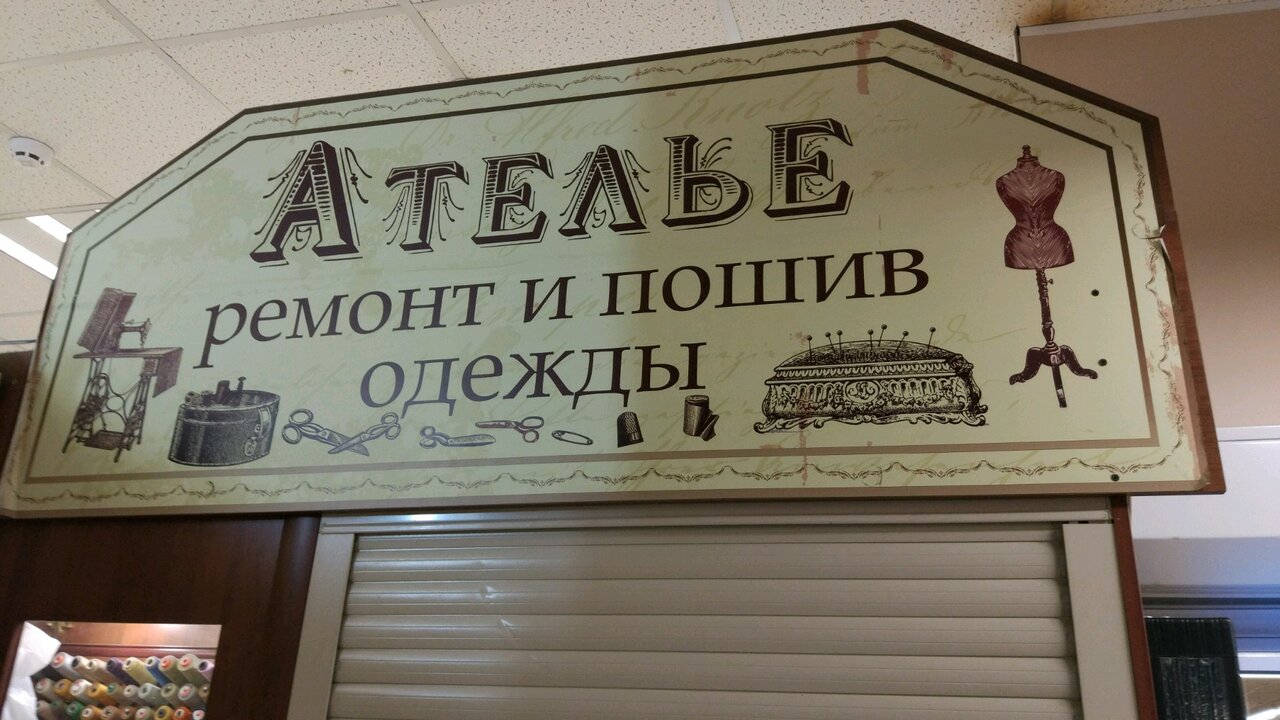 Ателье
ремонт и пошив
одежды